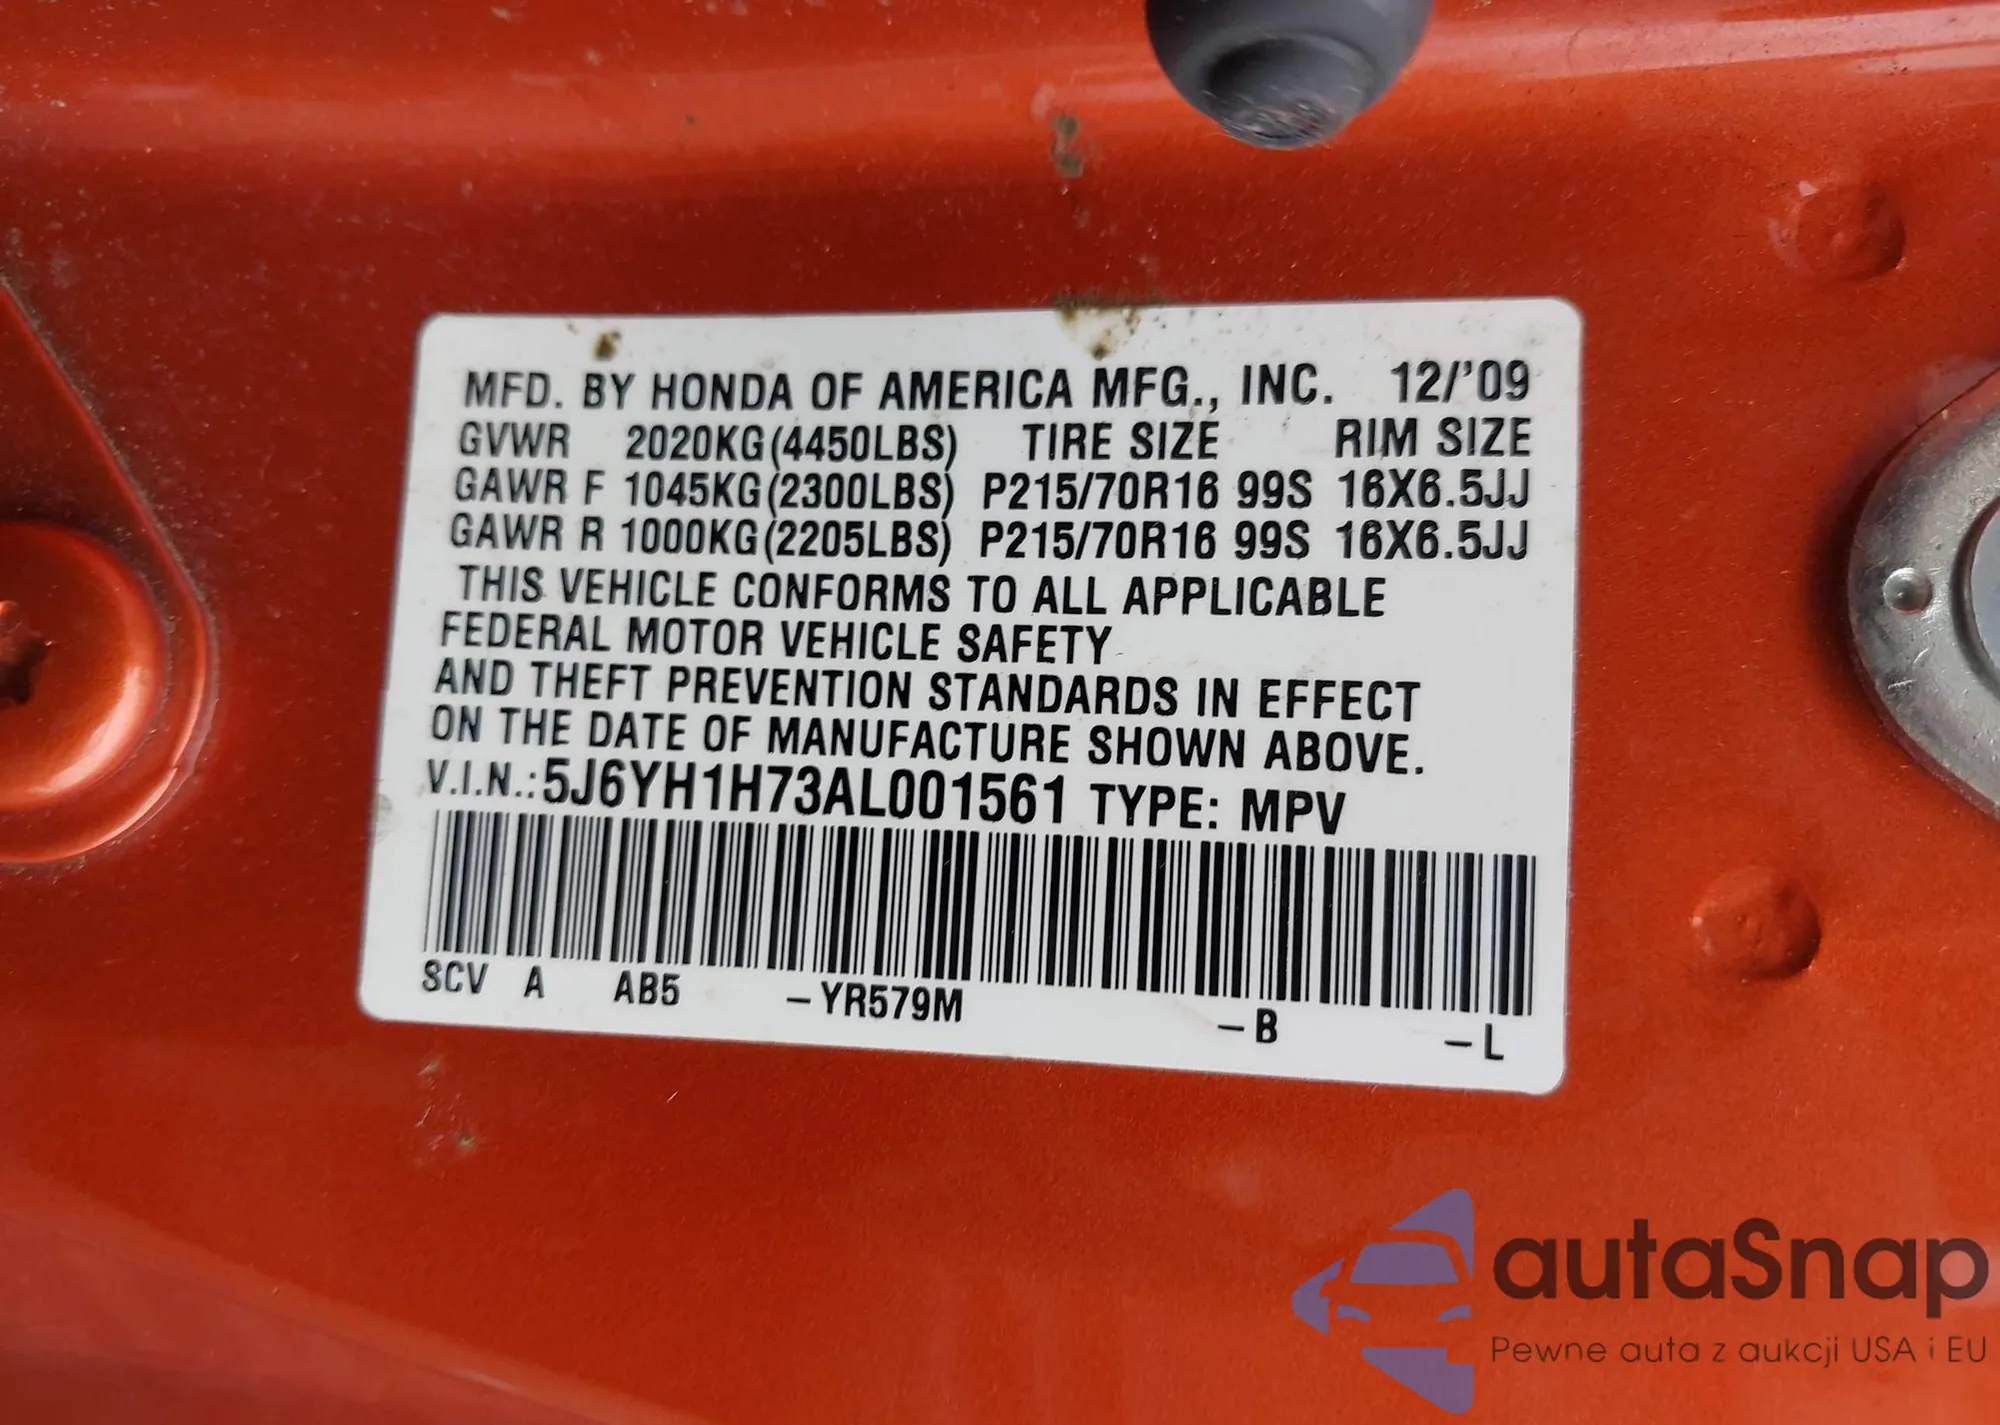 MFD. BY HONDA OF AMERICA MFG., INC. 12/'09
GVWR 2020KG(4450LBS) TIRE SIZE RIM SIZE
GAWR F 1045KG(2300LBS) P215/70R16 99S 16X6.5JJ
GAWR R 1000KG(2205LBS) P215/70R16 99S 16X6.5JJ
THIS VEHICLE CONFORMS TO ALL APPLICABLE
FEDERAL MOTOR VEHICLE SAFETY
AND THEFT PREVENTION STANDARDS IN EFFECT
ON THE DATE OF MANUFACTURE SHOWN ABOVE.
V.I.N.:5J6YH1H73AL001561 TYPE: MPV
SCV A AB5 –YR579M –B –L
autaSnap
Pewne auta z aukcji USA i EU